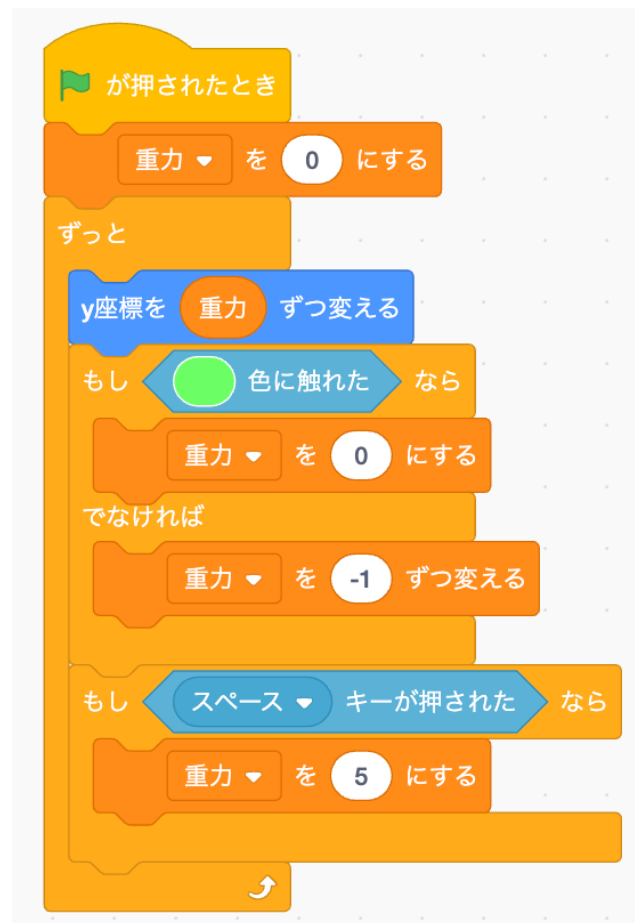 が押されたとき
重力 を 0 にする
ずっと
y座標を 重力 ずつ変える
もし 色に触れた なら
重力 を 0 にする
でなければ
重力 を -1 ずつ変える
もし スペース キーが押された なら
重力 を 5 にする